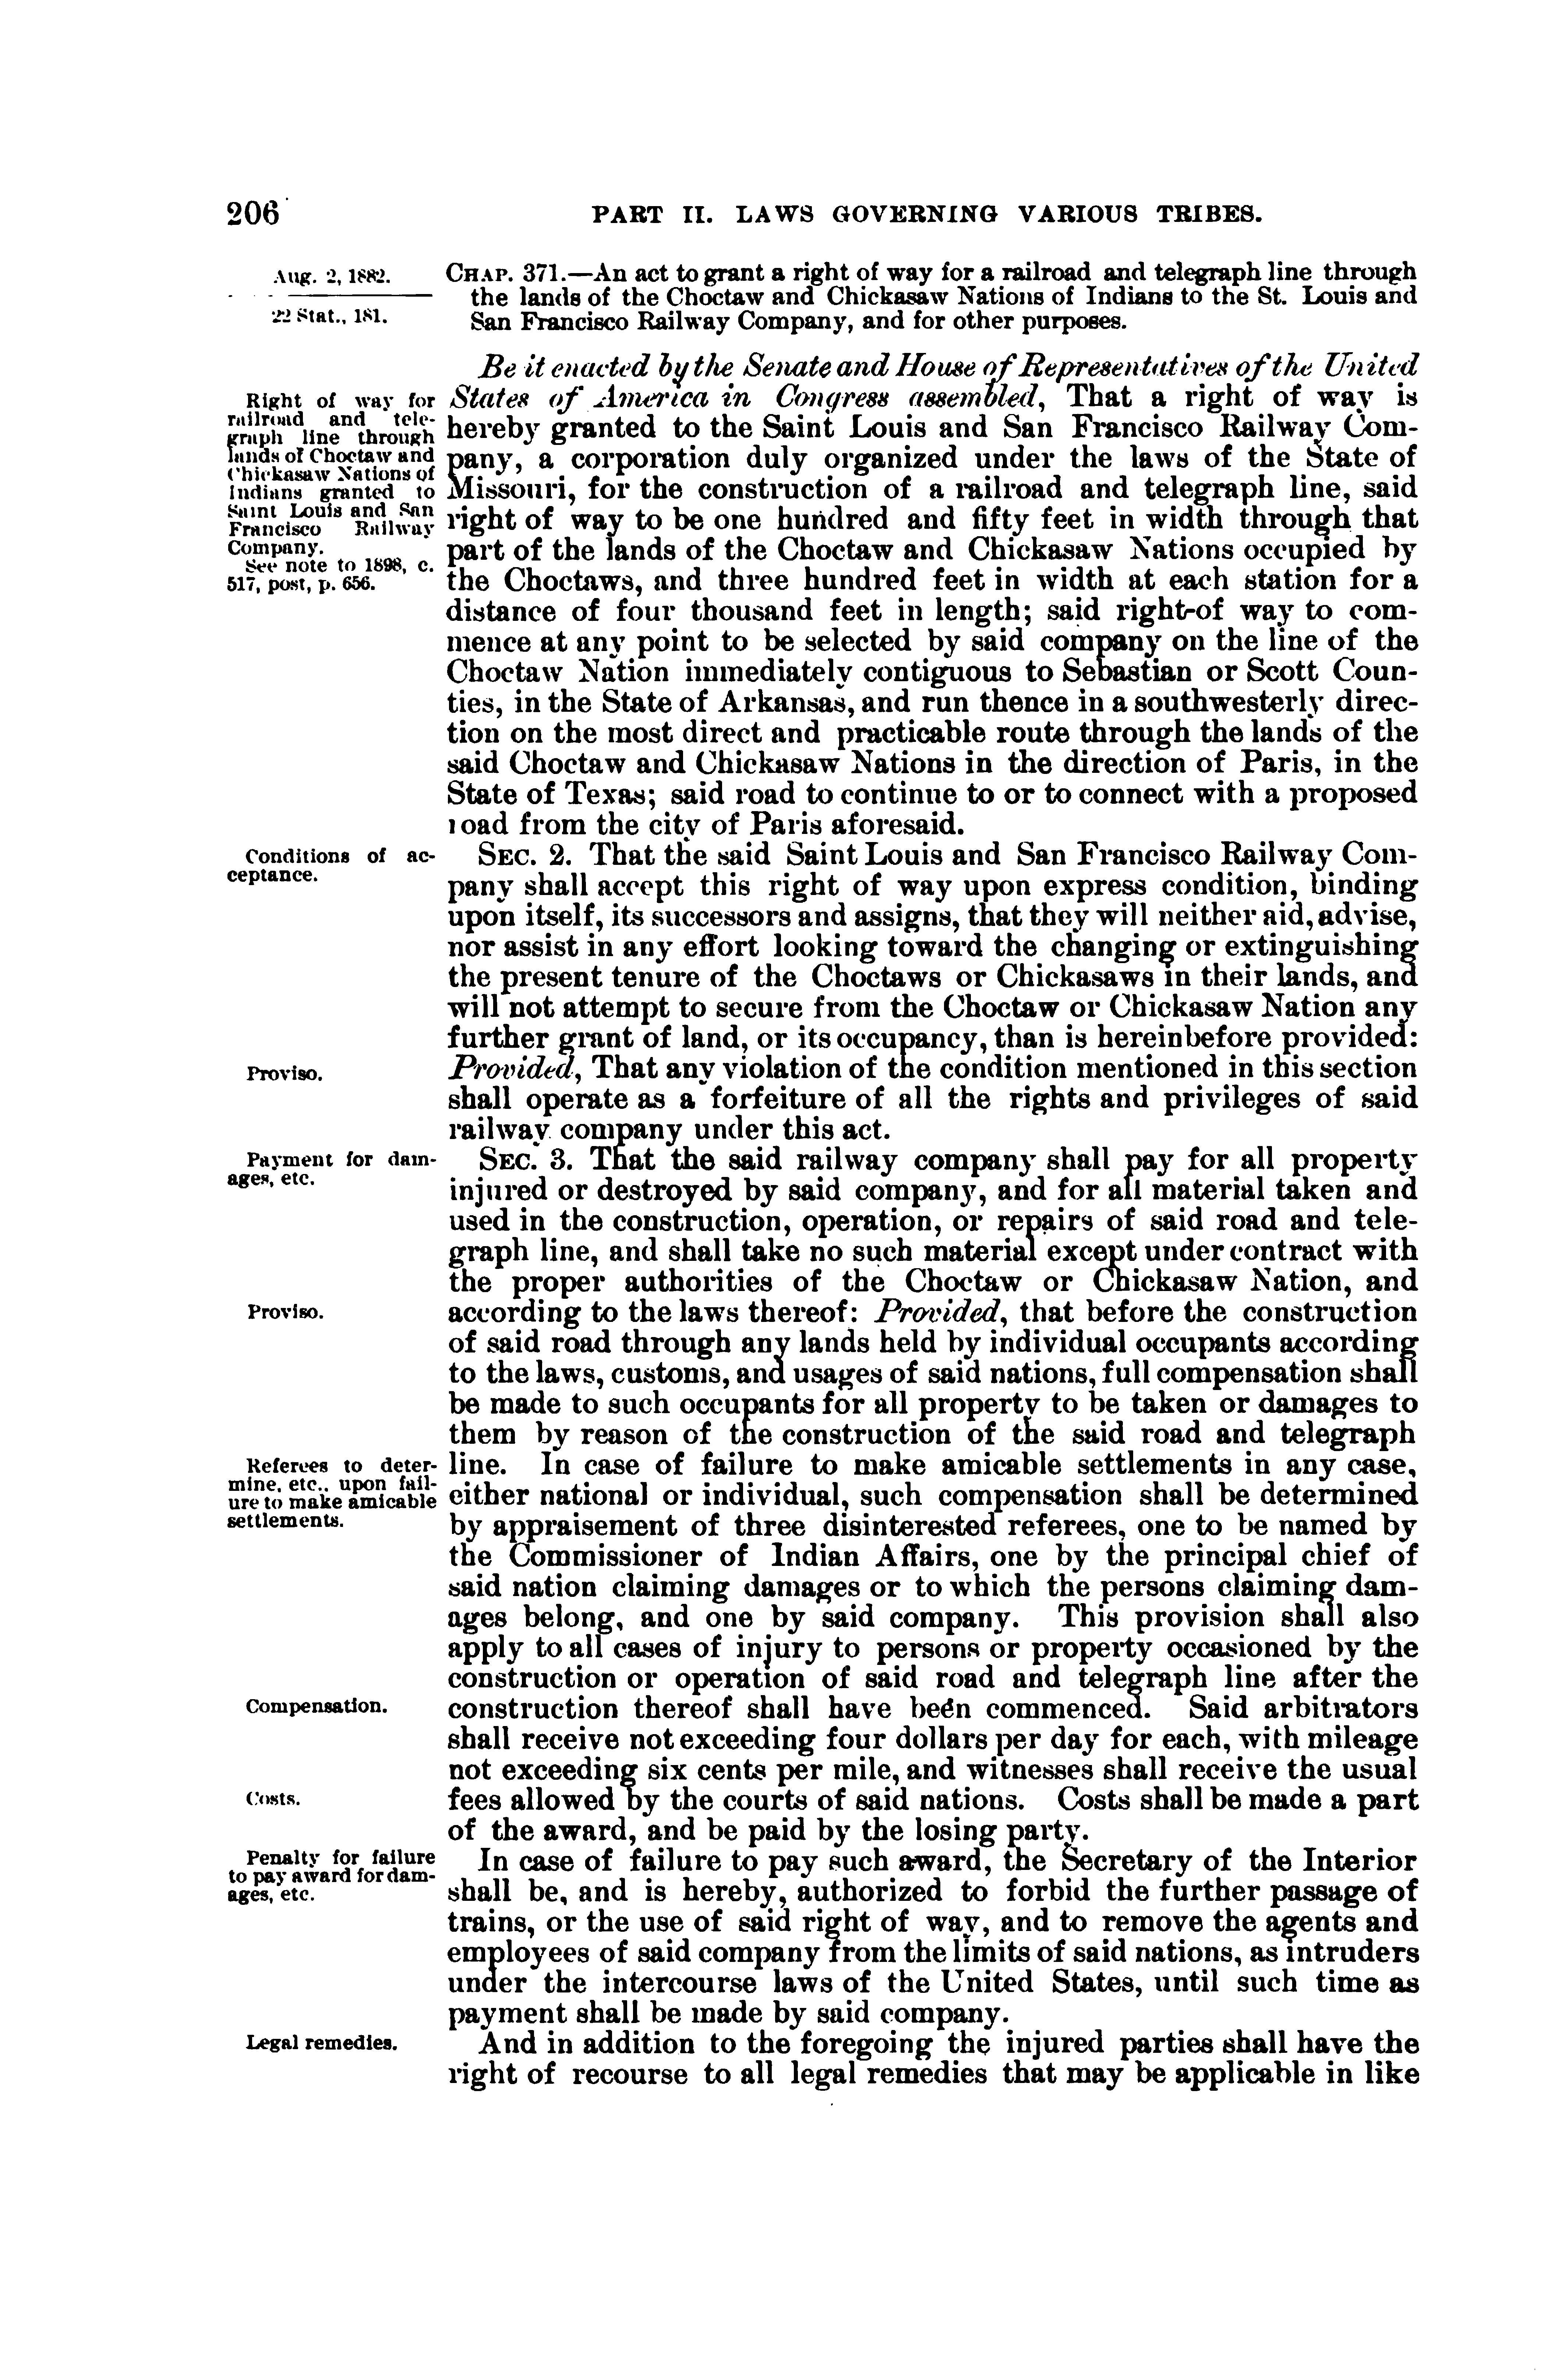 206
PART II. LAWS GOVERNING VARIOUS TRIBES.
Aug. 2, 1882.
22 Stat., 181.
CHAP. 371.—An act to grant a right of way for a railroad and telegraph line through
the lands of the Choctaw and Chickasaw Nations of Indians to the St. Louis and
San Francisco Railway Company, and for other purposes.
Be it enacted by the Senate and House of Representatives of the United
Right of way for
railroad and tele-
graph line through
lands of Choctaw and
Chickasaw Nations of
Indians granted to
Saint Louis and San
Francisco Railway
Company.
See note to 1898, c.
517, post, p. 656.
States of America in Congress assembled, That a right of way is
hereby granted to the Saint Louis and San Francisco Railway Com-
pany, a corporation duly organized under the laws of the State of
Missouri, for the construction of a railroad and telegraph line, said
right of way to be one hundred and fifty feet in width through that
part of the lands of the Choctaw and Chickasaw Nations occupied by
the Choctaws, and three hundred feet in width at each station for a
distance of four thousand feet in length; said right-of way to com-
mence at any point to be selected by said company on the line of the
Choctaw Nation immediately contiguous to Sebastian or Scott Coun-
ties, in the State of Arkansas, and run thence in a southwesterly direc-
tion on the most direct and practicable route through the lands of the
said Choctaw and Chickasaw Nations in the direction of Paris, in the
State of Texas; said road to continue to or to connect with a proposed
road from the city of Paris aforesaid.
Conditions of ac-
ceptance.
SEC. 2. That the said Saint Louis and San Francisco Railway Com-
pany shall accept this right of way upon express condition, binding
upon itself, its successors and assigns, that they will neither aid, advise,
nor assist in any effort looking toward the changing or extinguishing
the present tenure of the Choctaws or Chickasaws in their lands, and
will not attempt to secure from the Choctaw or Chickasaw Nation any
further grant of land, or its occupancy, than is hereinbefore provided:
Proviso.
Provided, That any violation of the condition mentioned in this section
shall operate as a forfeiture of all the rights and privileges of said
railway company under this act.
Payment for dam-
ages, etc.
SEC. 3. That the said railway company shall pay for all property
injured or destroyed by said company, and for all material taken and
used in the construction, operation, or repairs of said road and tele-
graph line, and shall take no such material except under contract with
the proper authorities of the Choctaw or Chickasaw Nation, and
Proviso.
according to the laws thereof: Provided, that before the construction
of said road through any lands held by individual occupants according
to the laws, customs, and usages of said nations, full compensation shall
be made to such occupants for all property to be taken or damages to
them by reason of the construction of the said road and telegraph
Referees to deter-
mine, etc., upon fail-
ure to make amicable
settlements.
line. In case of failure to make amicable settlements in any case,
either national or individual, such compensation shall be determined
by appraisement of three disinterested referees, one to be named by
the Commissioner of Indian Affairs, one by the principal chief of
said nation claiming damages or to which the persons claiming dam-
ages belong, and one by said company. This provision shall also
apply to all cases of injury to persons or property occasioned by the
construction or operation of said road and telegraph line after the
Compensation.
construction thereof shall have been commenced. Said arbitrators
shall receive not exceeding four dollars per day for each, with mileage
not exceeding six cents per mile, and witnesses shall receive the usual
Costs.
fees allowed by the courts of said nations. Costs shall be made a part
of the award, and be paid by the losing party.
Penalty for failure
to pay award for dam-
ages, etc.
In case of failure to pay such award, the Secretary of the Interior
shall be, and is hereby, authorized to forbid the further passage of
trains, or the use of said right of way, and to remove the agents and
employees of said company from the limits of said nations, as intruders
under the intercourse laws of the United States, until such time as
payment shall be made by said company.
Legal remedies.
And in addition to the foregoing the injured parties shall have the
right of recourse to all legal remedies that may be applicable in like